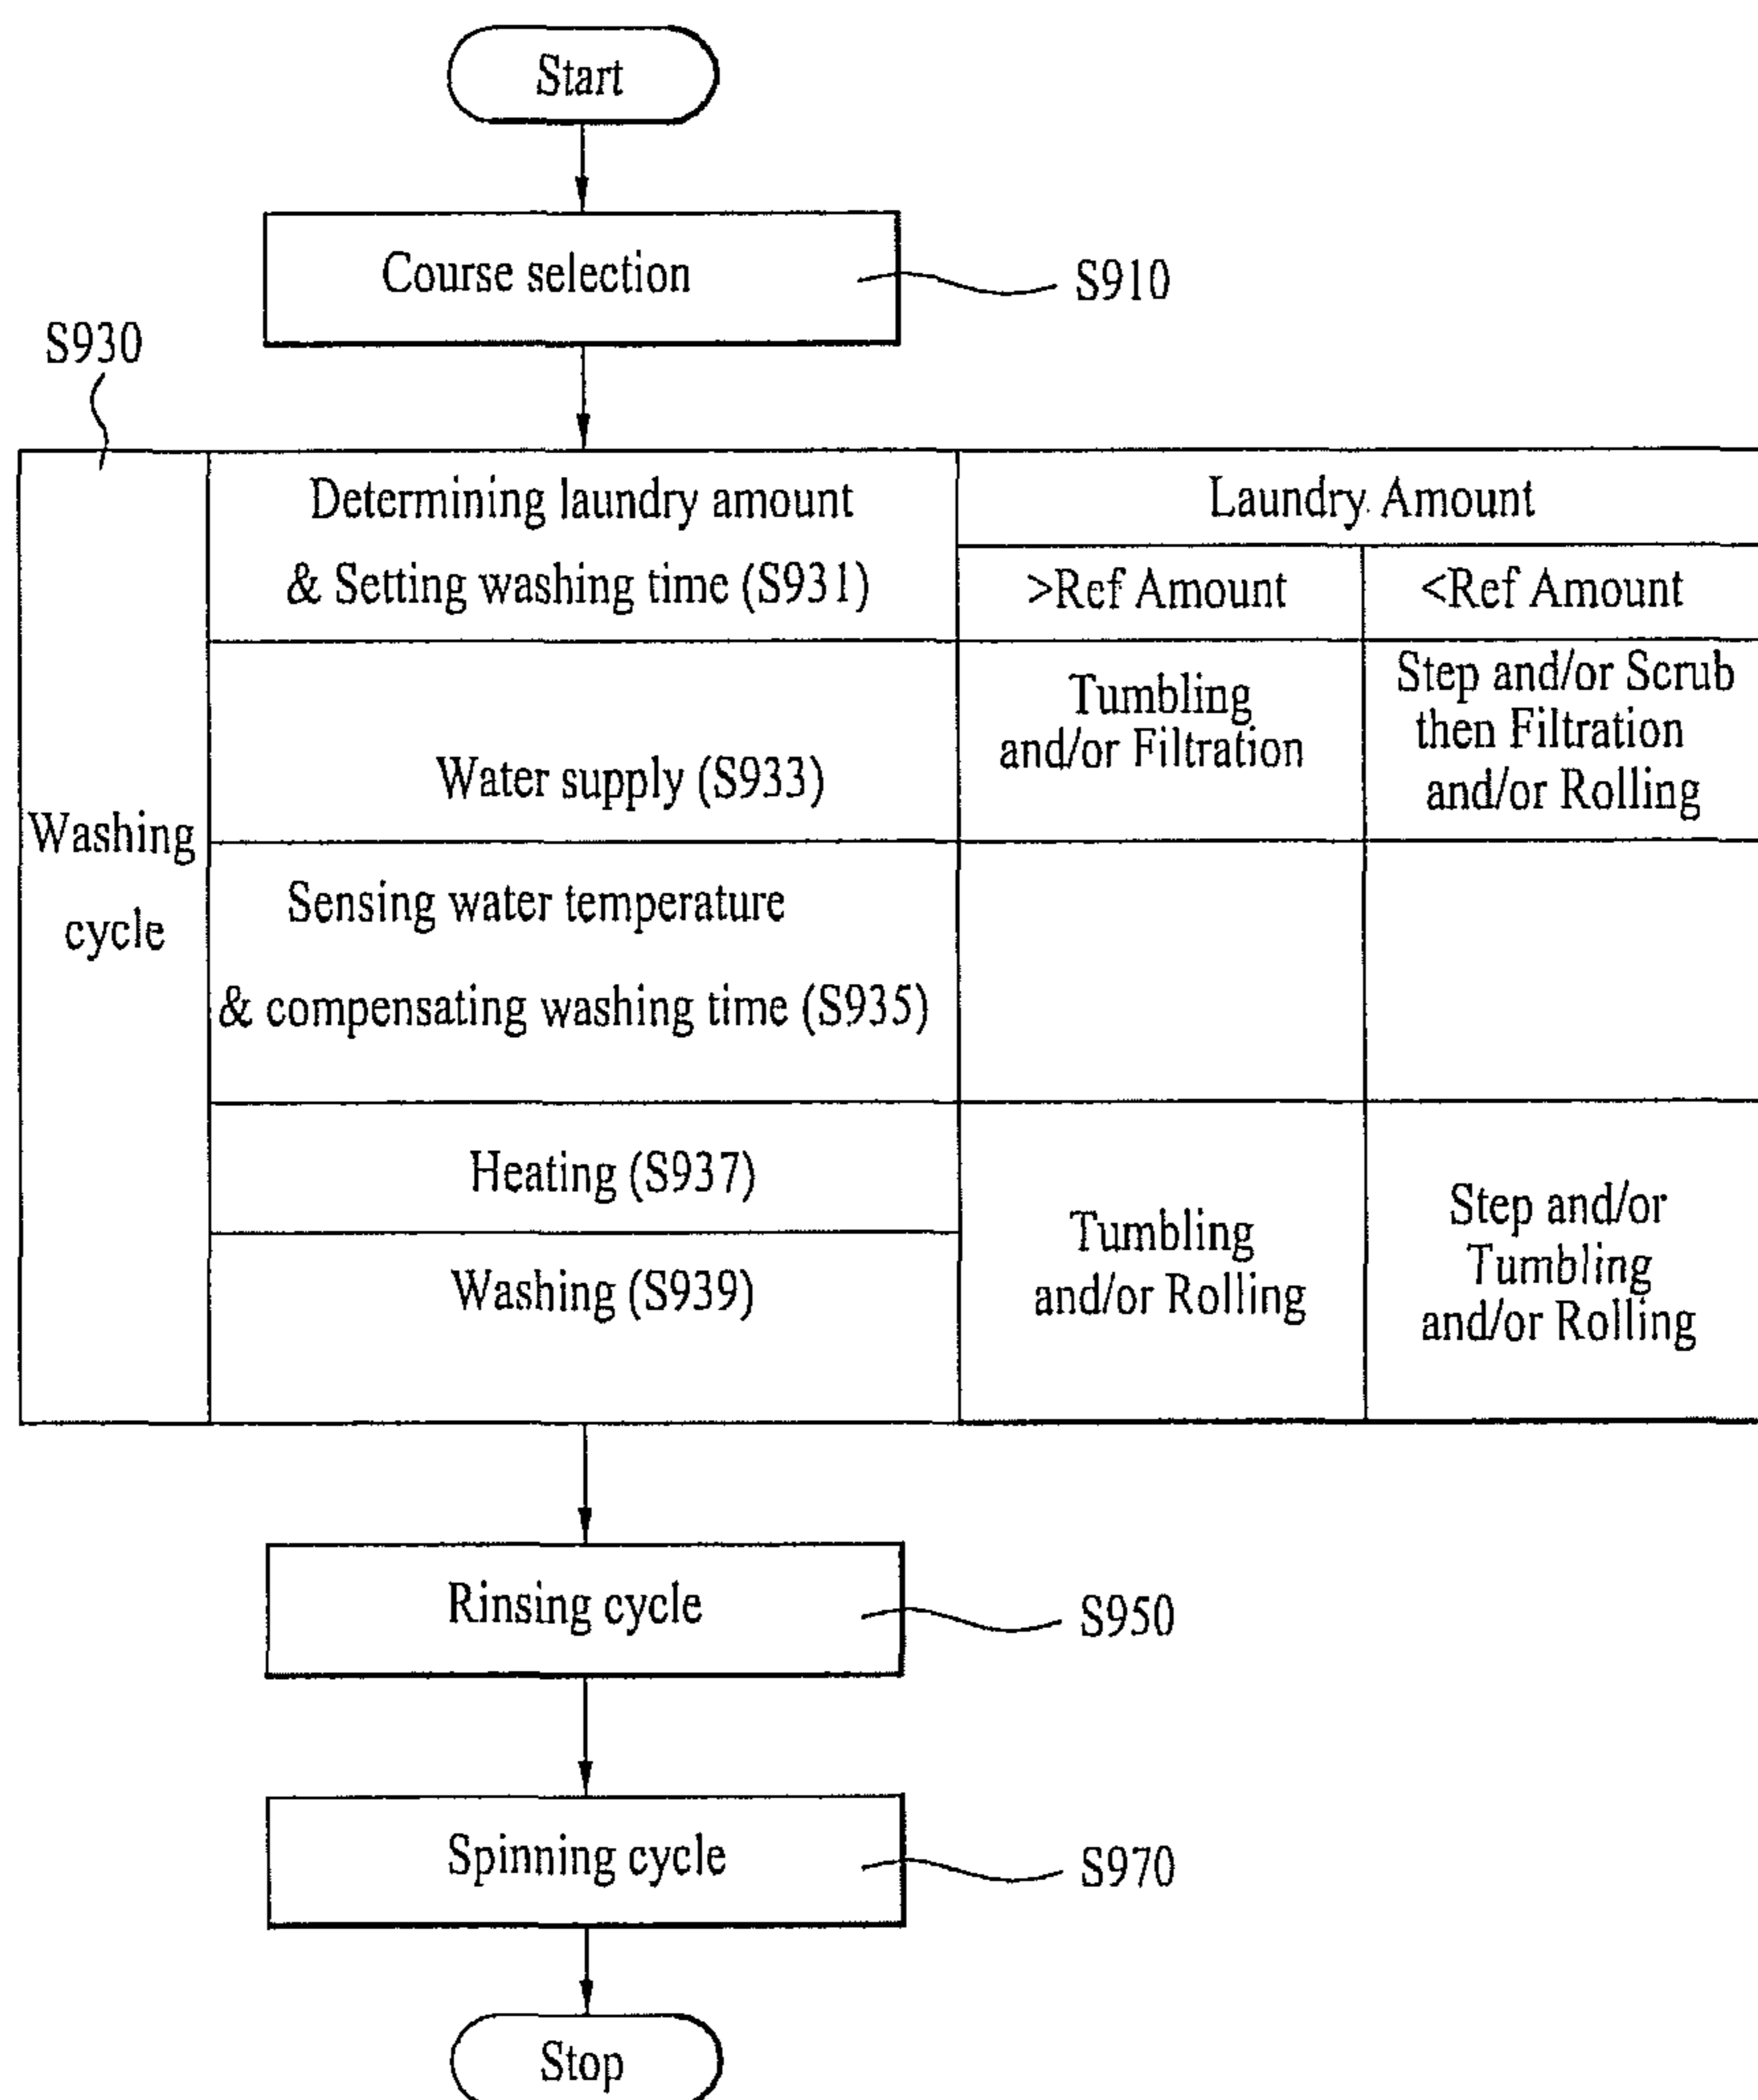 Start
Course selection
S910
S930
Washing
cycle
Determining laundry amount
& Setting washing time (S931)
Laundry Amount
>Ref Amount
<Ref Amount
Water supply (S933)
Tumbling
and/or Filtration
Step and/or Scrub
then Filtration
and/or Rolling
Sensing water temperature
& compensating washing time (S935)
Heating (S937)
Washing (S939)
Tumbling
and/or Rolling
Step and/or
Tumbling
and/or Rolling
Rinsing cycle
S950
Spinning cycle
S970
Stop